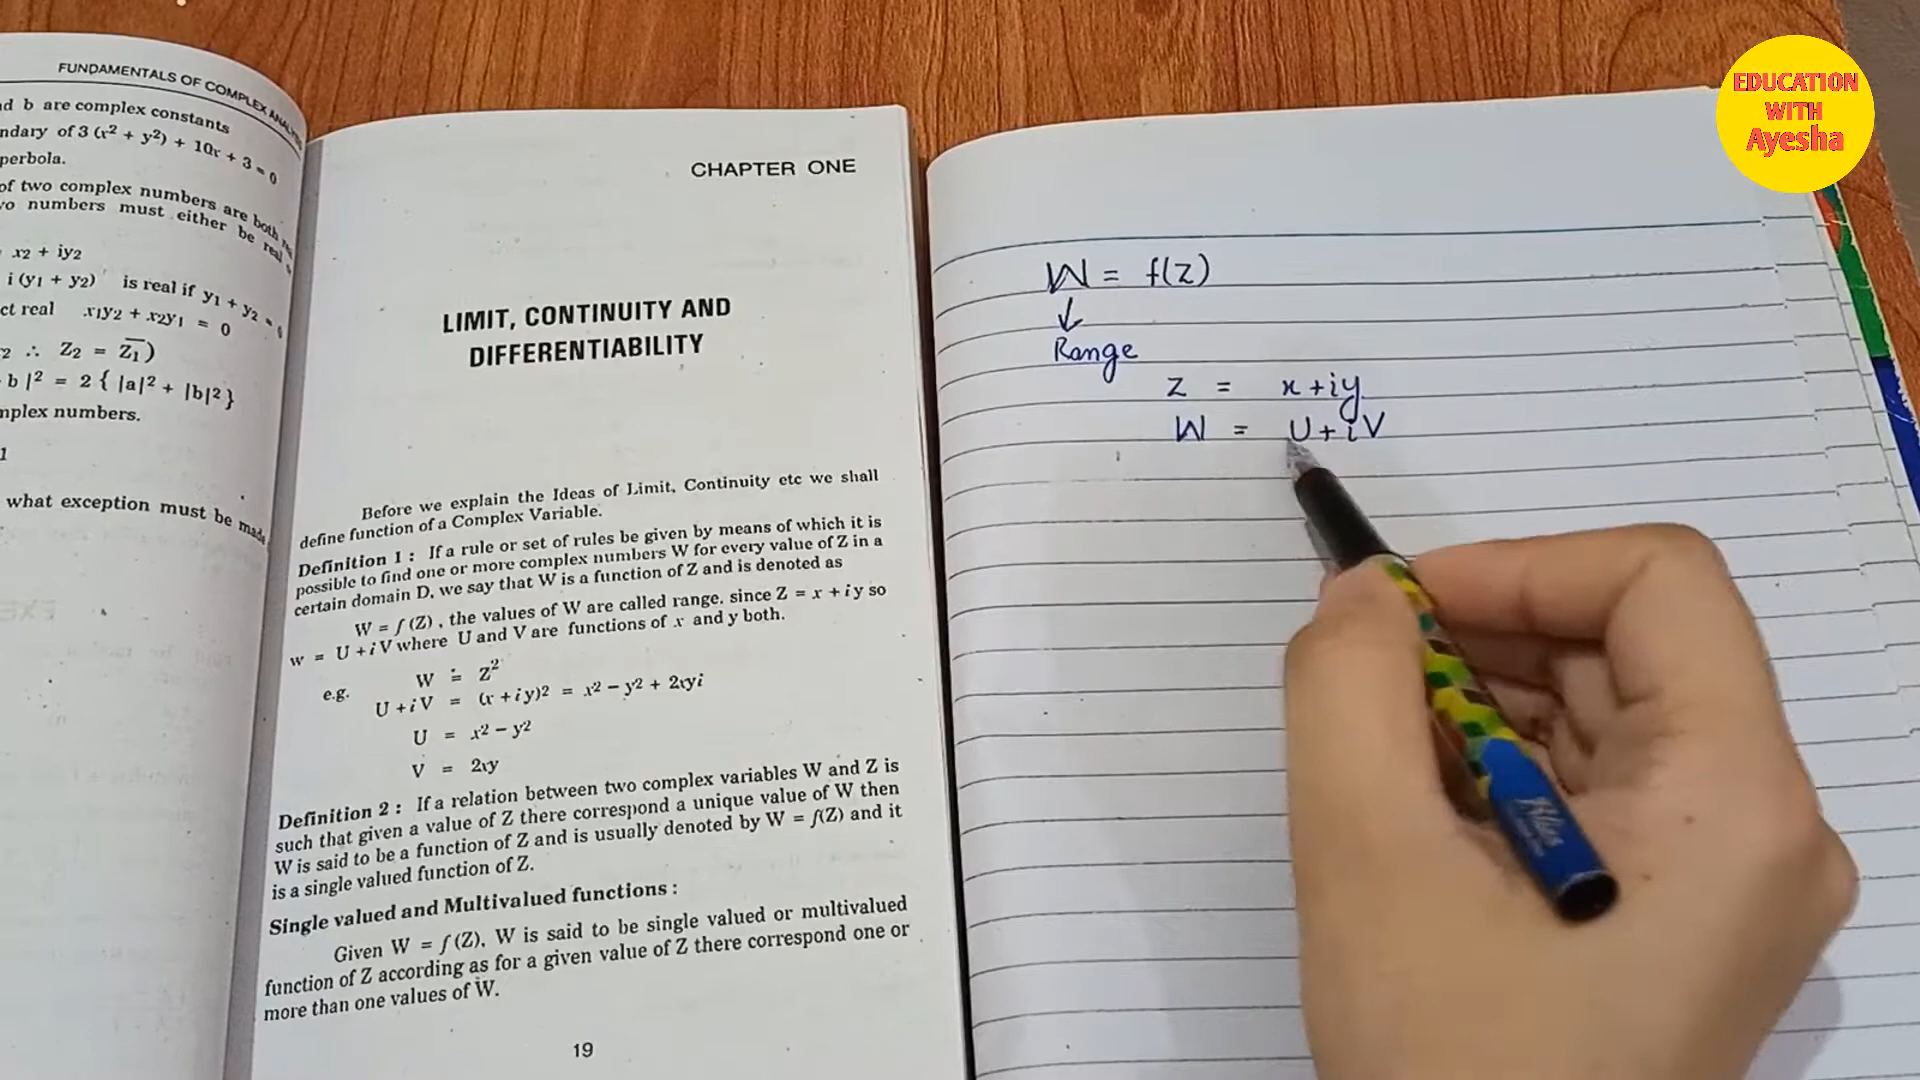 FUNDAMENTALS OF COMPLEX ANALYSIS
b are complex constants
of 3 (x² + y²) + 10x + 3 = 0
of two complex numbers are both
numbers must either be real
x2 + iy2
i (y1 + y2) is real if y1 + y2 = 0
real x1y2 + x2y1 = 0
∴ Z2 = Z̅1)
b |² = 2 { |a|² + |b|² }
numbers.
1
what exception must be made
CHAPTER ONE
LIMIT, CONTINUITY AND
DIFFERENTIABILITY
Before we explain the Ideas of Limit, Continuity etc we shall
define function of a Complex Variable.
Definition 1 : If a rule or set of rules be given by means of which it is
possible to find one or more complex numbers W for every value of Z in a
certain domain D, we say that W is a function of Z and is denoted as
W = f (Z) , the values of W are called range. since Z = x + i y so
w = U + i V where U and V are functions of x and y both.
e.g. W = Z²
U + i V = (x + i y)2 = x2 – y2 + 2xyi
U = x2 – y2
V = 2xy
Definition 2 : If a relation between two complex variables W and Z is
such that given a value of Z there correspond a unique value of W then
W is said to be a function of Z and is usually denoted by W = f(Z) and it
is a single valued function of Z.
Single valued and Multivalued functions :
Given W = f (Z). W is said to be single valued or multivalued
function of Z according as for a given value of Z there correspond one or
more than one values of W.
19
W = f(Z)
↓
Range
Z = x+iy
W = U+iV
EDUCATION
WITH
Ayesha